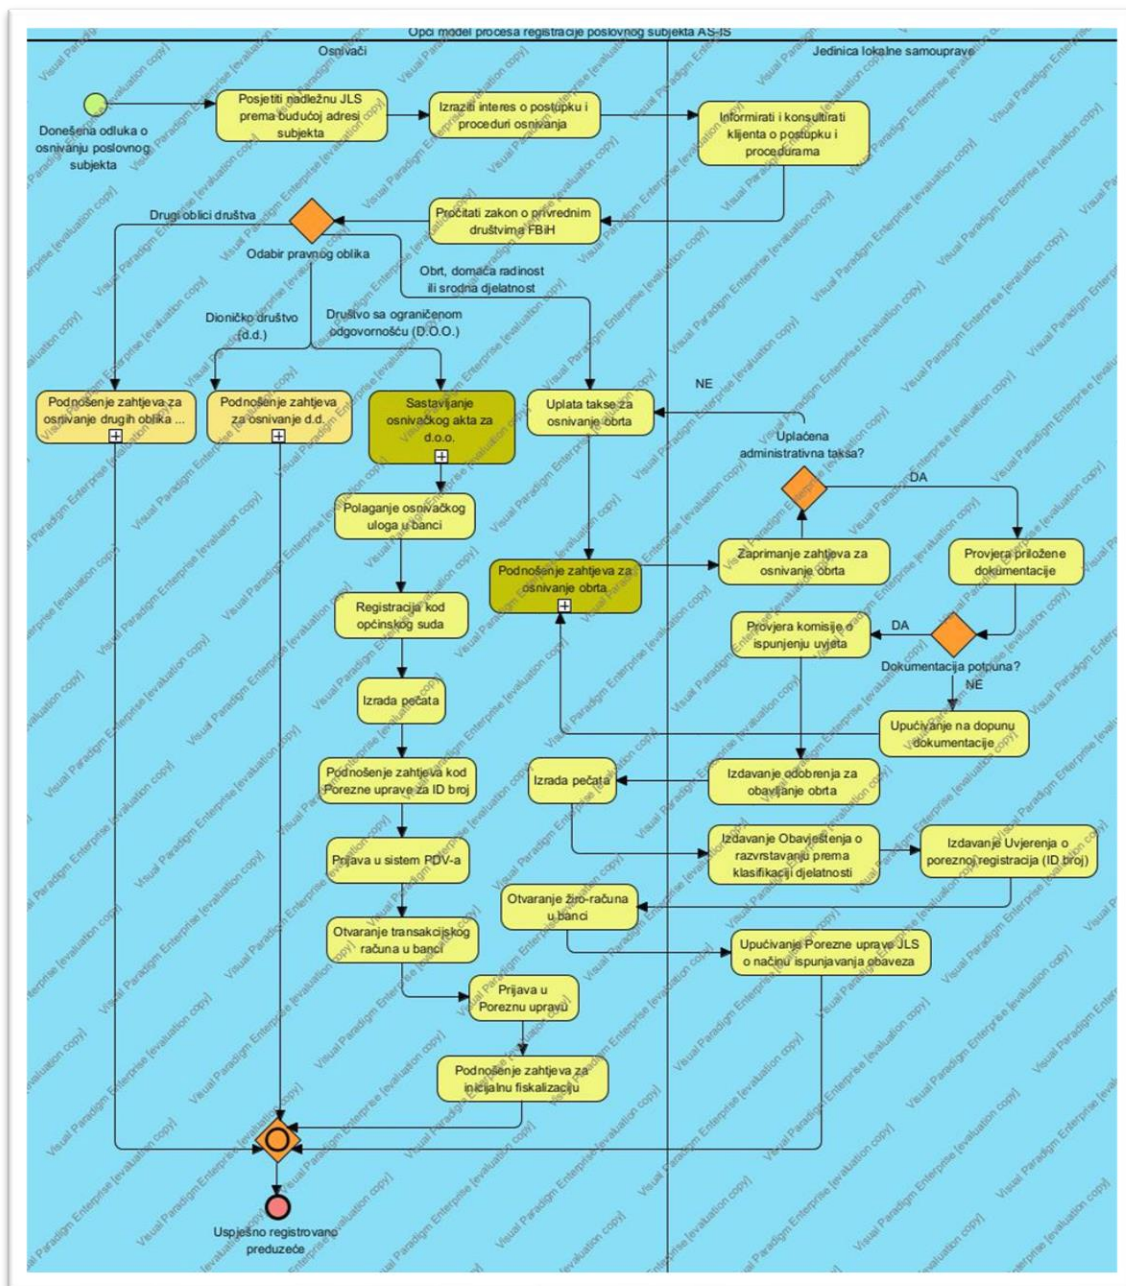 Opći model procesa registracije poslovnog subjekta AS-IS
Osnivači
Jedinica lokalne samouprave
Donešena odluka o
osnivanju poslovnog
subjekta
Posjetiti nadležnu JLS
prema budućoj adresi
subjekta
Izraziti interes o postupku i
proceduri osnivanja
Informirati i konsultirati
klijenta o postupku i
procedurama
Pročitati zakon o privrednim
društvima FBiH
Drugi oblici društva
Odabir pravnog oblika
Obrt, domaća radinost
ili srodna djelatnost
Dioničko društvo
(d.d.)
Društvo sa ograničenom
odgovornošću (D.O.O.)
Podnošenje zahtjeva za
osnivanje drugih oblika ...
Podnošenje zahtjeva
za osnivanje d.d.
Sastavljanje
osnivačkog akta za
d.o.o.
Uplata takse za
osnivanje obrta
NE
Uplaćena
administrativna taksa?
DA
Polaganje osnivačkog
uloga u banci
Podnošenje zahtjeva za
osnivanje obrta
Zaprimanje zahtjeva za
osnivanje obrta
Provjera priložene
dokumentacije
Registracija kod
općinskog suda
Provjera komisije o
ispunjenju uvjeta
DA
Dokumentacija potpuna?
NE
Izrada pečata
Upućivanje na dopunu
dokumentacije
Podnošenje zahtjeva kod
Porezne uprave za ID broj
Izrada pečata
Izdavanje odobrenja za
obavljanje obrta
Prijava u sistem PDV-a
Izdavanje Obavještenja o
razvrstavanju prema
klasifikaciji djelatnosti
Izdavanje Uvjerenja o
poreznoj registracija (ID broj)
Otvaranje transakcijskog
računa u banci
Otvaranje žiro-računa
u banci
Upućivanje Porezne uprave JLS
o načinu ispunjavanja obaveza
Prijava u
Poreznu upravu
Podnošenje zahtjeva za
inicijalnu fiskalizaciju
Uspješno registrovano
preduzeće
Visual Paradigm Enterprise [evaluation copy]